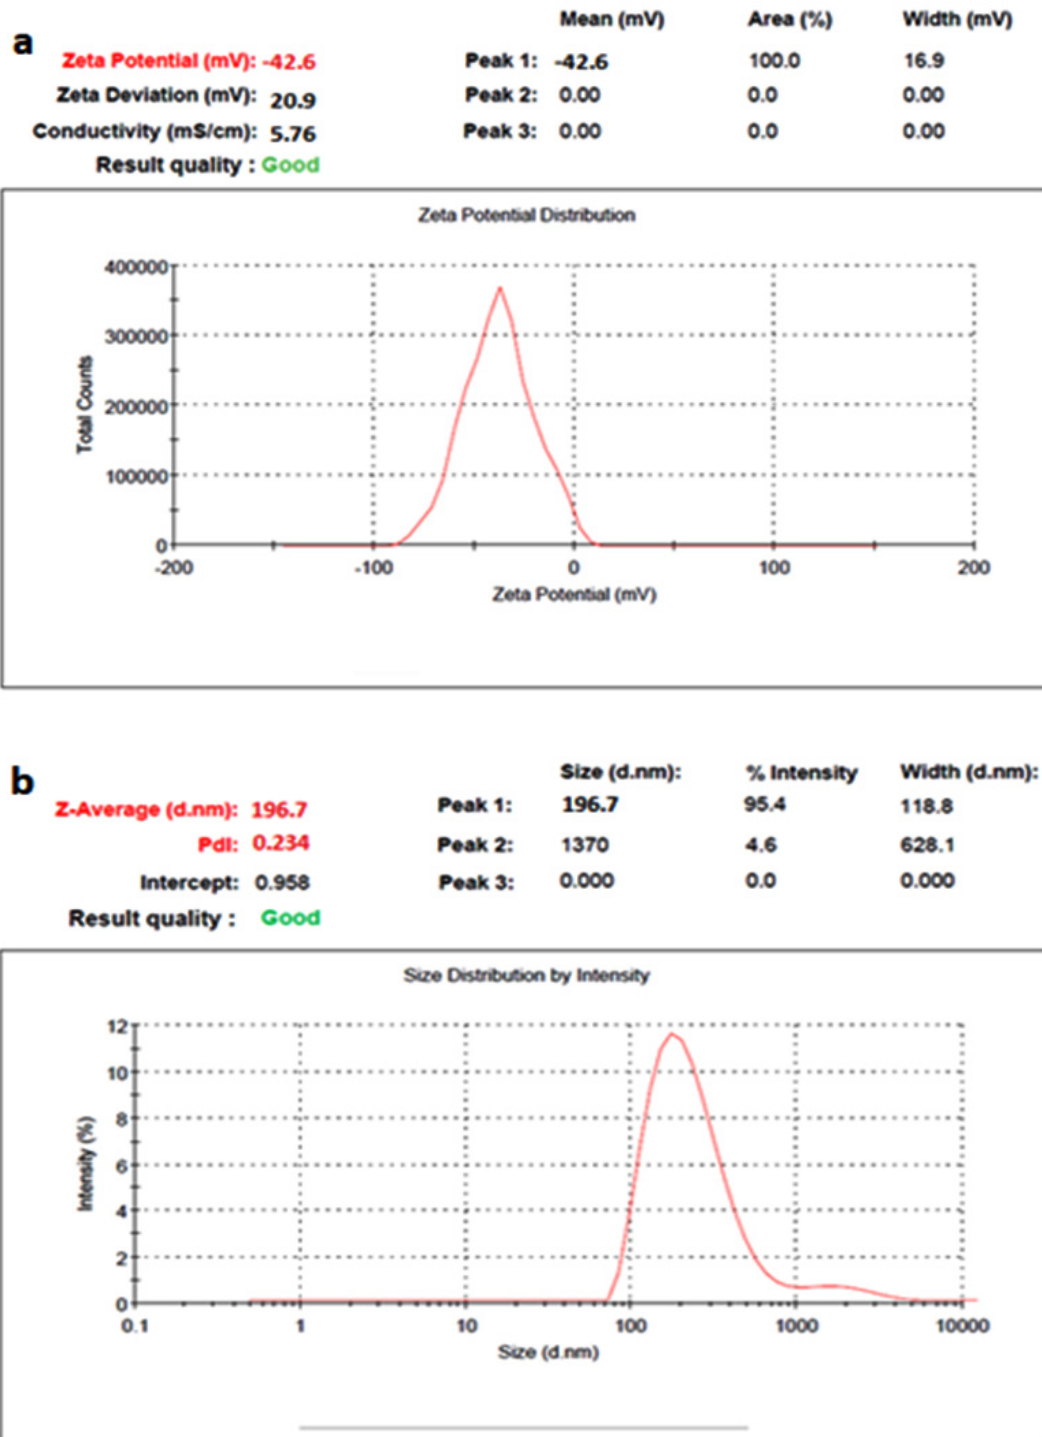 a
Mean (mV) Area (%) Width (mV)
Zeta Potential (mV): -42.6 Peak 1: -42.6 100.0 16.9
Zeta Deviation (mV): 20.9 Peak 2: 0.00 0.0 0.00
Conductivity (mS/cm): 5.76 Peak 3: 0.00 0.0 0.00
Result quality : Good
Zeta Potential Distribution
Total Counts
400000
300000
200000
100000
0
-200 -100 0 100 200
Zeta Potential (mV)
b
Size (d.nm): % Intensity Width (d.nm):
Z-Average (d.nm): 196.7 Peak 1: 196.7 95.4 118.8
PdI: 0.234 Peak 2: 1370 4.6 628.1
Intercept: 0.958 Peak 3: 0.000 0.0 0.000
Result quality : Good
Size Distribution by Intensity
Intensity (%)
12
10
8
6
4
2
0
0.1 1 10 100 1000 10000
Size (d.nm)